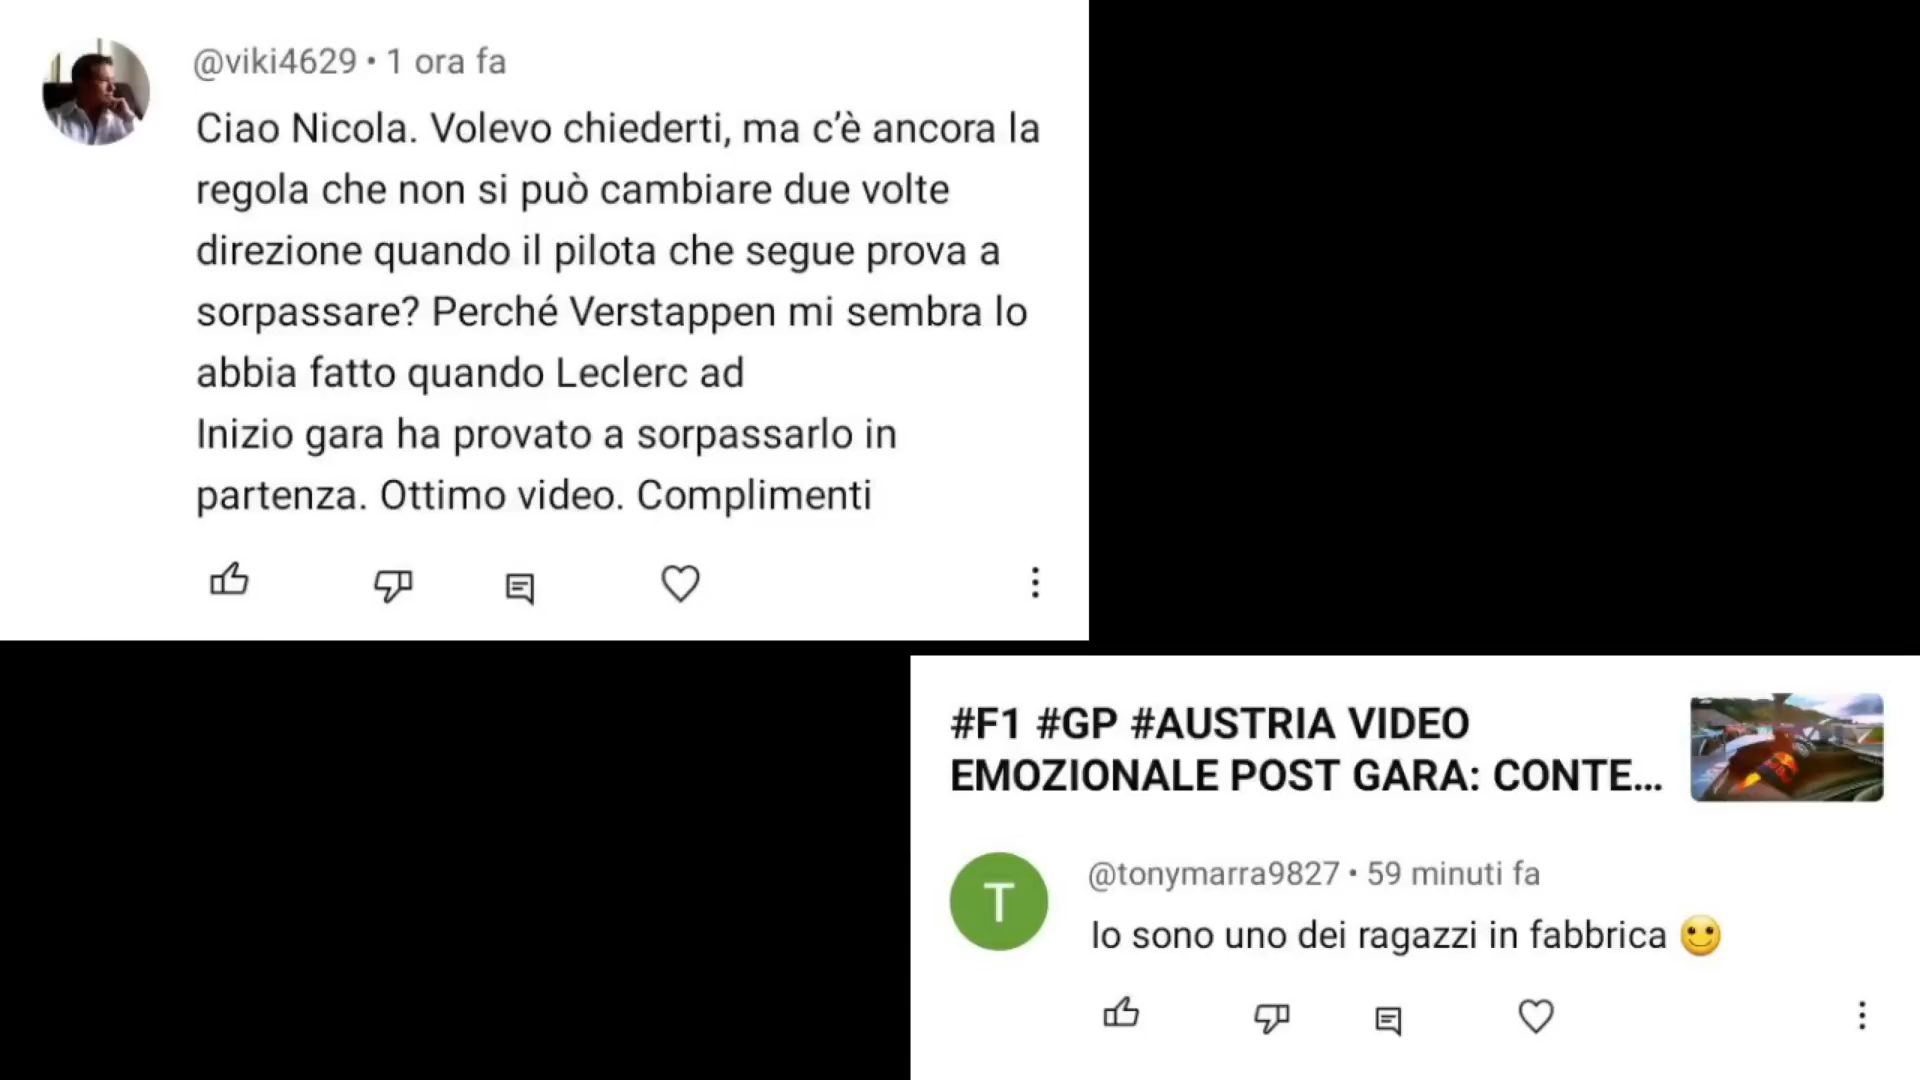 @viki4629 • 1 ora fa
Ciao Nicola. Volevo chiederti, ma c’è ancora la
regola che non si può cambiare due volte
direzione quando il pilota che segue prova a
sorpassare? Perché Verstappen mi sembra lo
abbia fatto quando Leclerc ad
Inizio gara ha provato a sorpassarlo in
partenza. Ottimo video. Complimenti
#F1 #GP #AUSTRIA VIDEO
EMOZIONALE POST GARA: CONTE...
T
@tonymarra9827 • 59 minuti fa
Io sono uno dei ragazzi in fabbrica 🙂